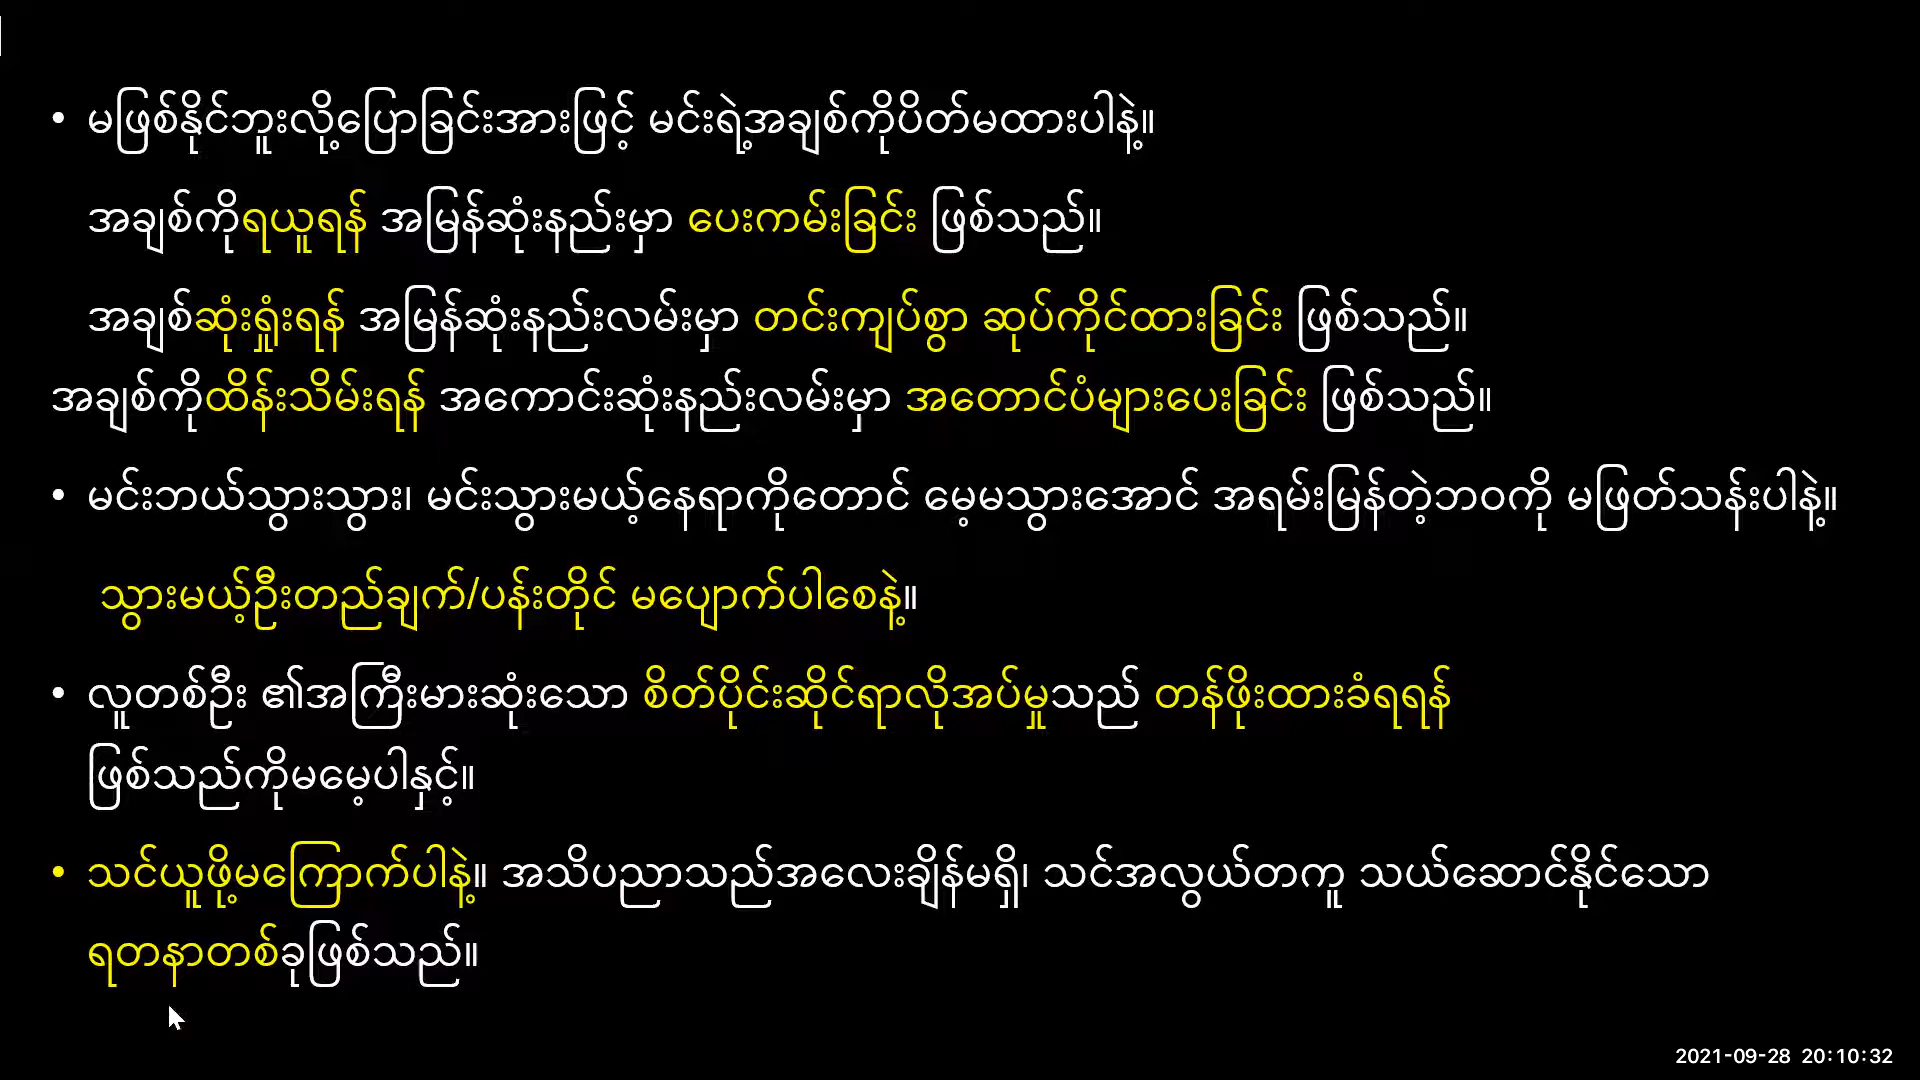 • မဖြစ်နိုင်ဘူးလို့ပြောခြင်းအားဖြင့် မင်းရဲ့အချစ်ကိုပိတ်မထားပါနဲ့။
အချစ်ကိုရယူရန် အမြန်ဆုံးနည်းမှာ ပေးကမ်းခြင်း ဖြစ်သည်။
အချစ်ဆုံးရှုံးရန် အမြန်ဆုံးနည်းလမ်းမှာ တင်းကျပ်စွာ ဆုပ်ကိုင်ထားခြင်း ဖြစ်သည်။
အချစ်ကိုထိန်းသိမ်းရန် အကောင်းဆုံးနည်းလမ်းမှာ အတောင်ပံများပေးခြင်း ဖြစ်သည်။
• မင်းဘယ်သွားသွား၊ မင်းသွားမယ့်နေရာကိုတောင် မေ့မသွားအောင် အရမ်းမြန်တဲ့ဘဝကို မဖြတ်သန်းပါနဲ့။
သွားမယ့်ဦးတည်ချက်/ပန်းတိုင် မပျောက်ပါစေနဲ့။
• လူတစ်ဦး ၏အကြီးမားဆုံးသော စိတ်ပိုင်းဆိုင်ရာလိုအပ်မှုသည် တန်ဖိုးထားခံရရန်
ဖြစ်သည်ကိုမမေ့ပါနှင့်။
• သင်ယူဖို့မကြောက်ပါနဲ့။ အသိပညာသည်အလေးချိန်မရှိ၊ သင်အလွယ်တကူ သယ်ဆောင်နိုင်သော
ရတနာတစ်ခုဖြစ်သည်။
2021-09-28 20:10:32